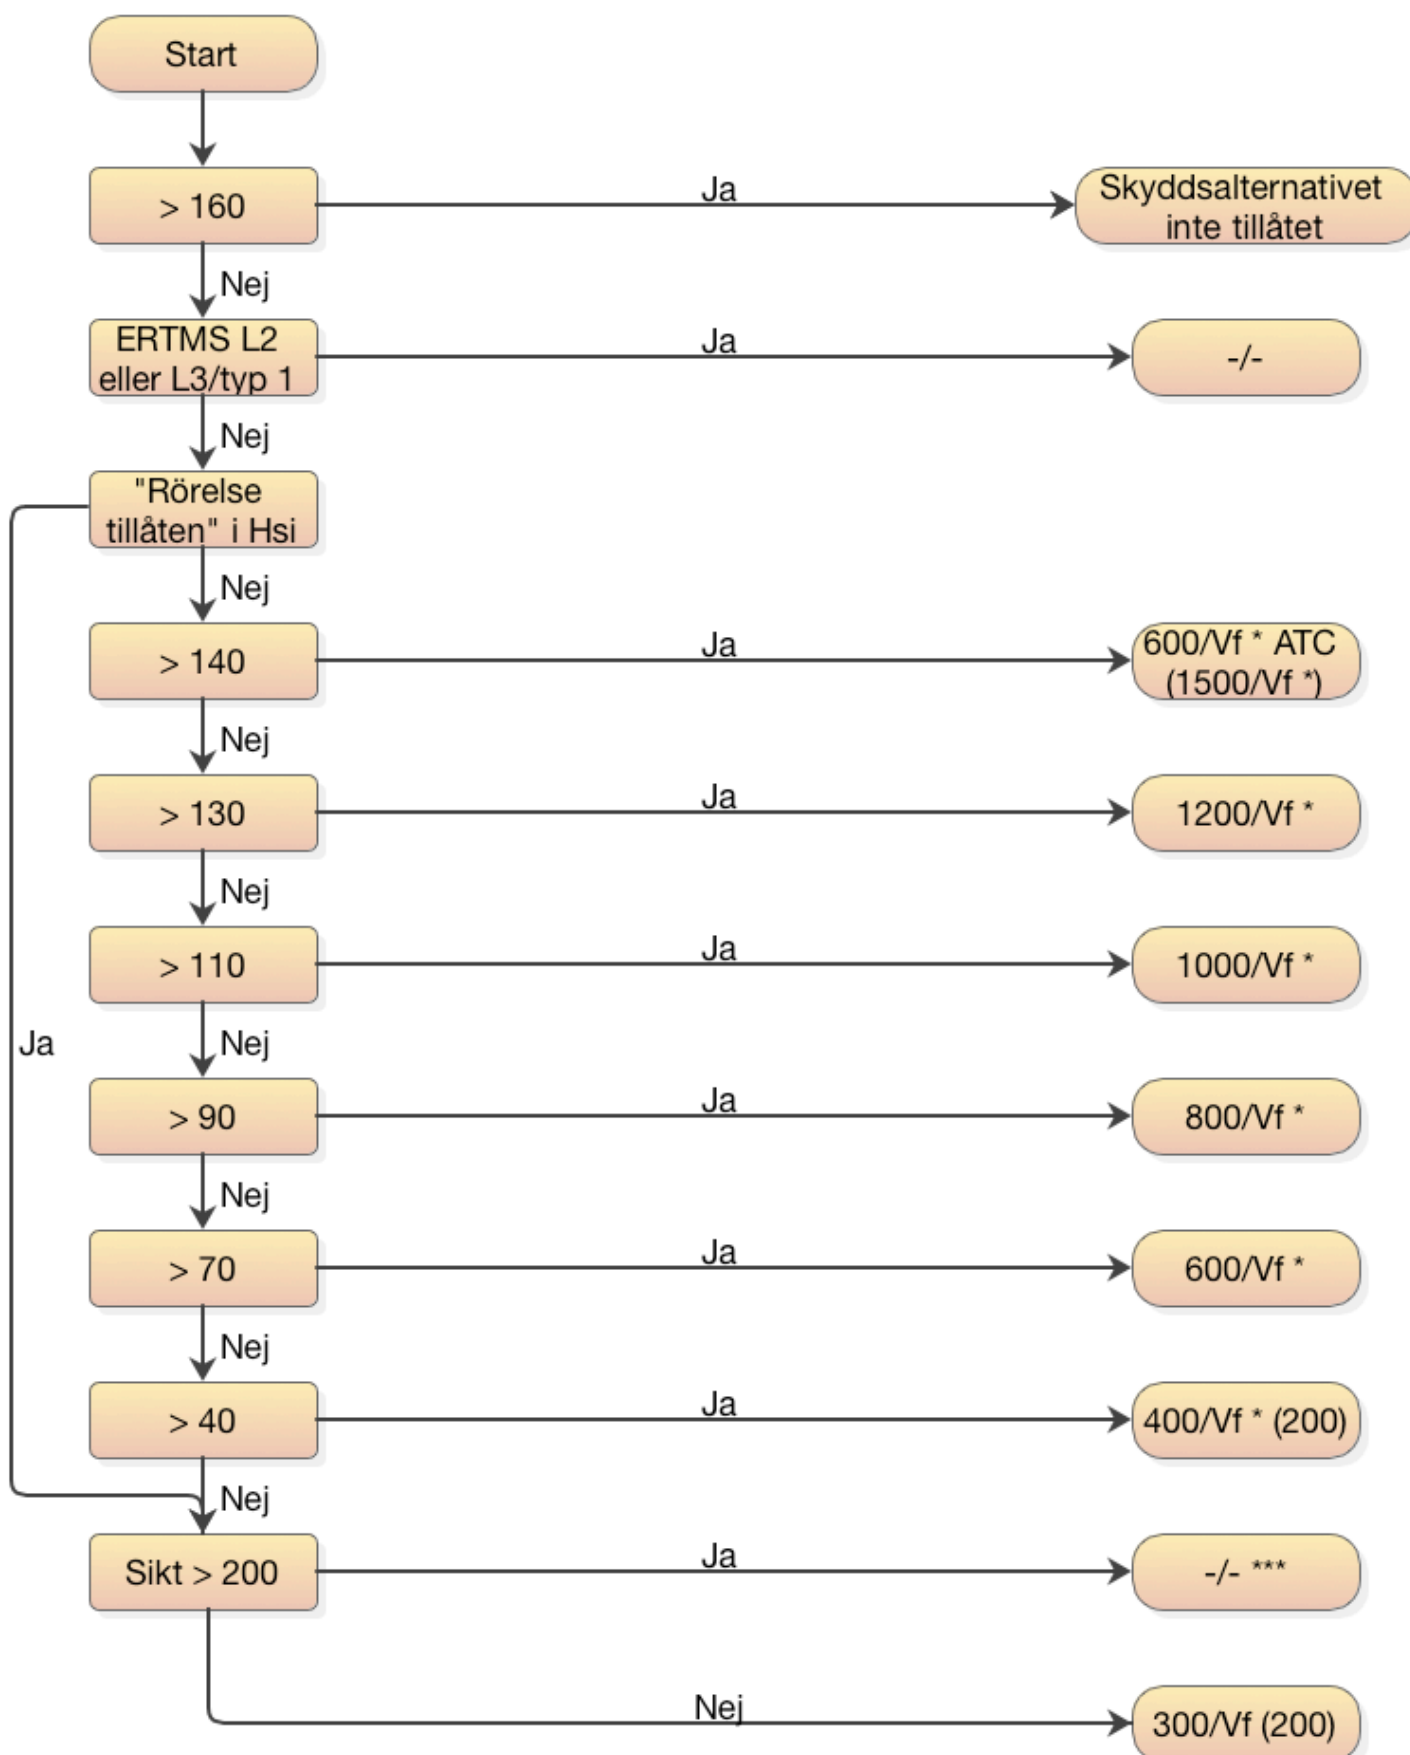 Start
> 160
Ja
Skyddsalternativet
inte tillåtet
Nej
ERTMS L2
eller L3/typ 1
Ja
-/-
Nej
"Rörelse
tillåten" i Hsi
Nej
> 140
Ja
600/Vf * ATC
(1500/Vf *)
Nej
> 130
Ja
1200/Vf *
Nej
> 110
Ja
1000/Vf *
Ja
Nej
> 90
Ja
800/Vf *
Nej
> 70
Ja
600/Vf *
Nej
> 40
Ja
400/Vf * (200)
Nej
Sikt > 200
Ja
-/- ***
Nej
300/Vf (200)